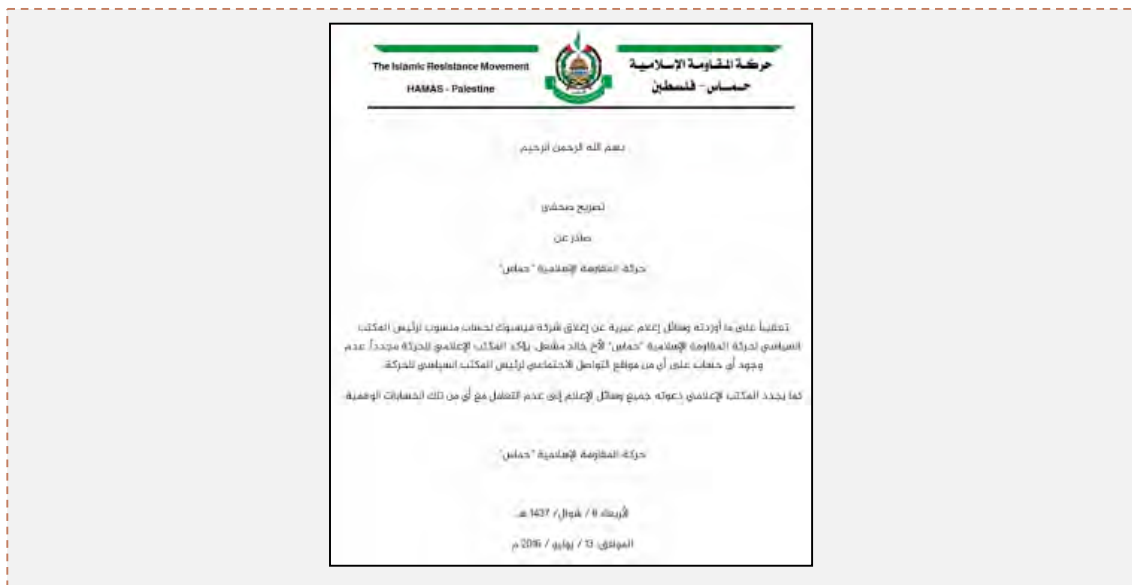 حركة المقاومة الإسلامية
حماس - فلسطين
The Islamic Resistance Movement
HAMAS - Palestine
بسم الله الرحمن الرحيم
تصريح صحفي
صادر عن
حركة المقاومة الإسلامية "حماس"
تعقيباً على ما أوردته وسائل إعلام عبرية عن إغلاق شركة فيسبوك لحساب منسوب لرئيس المكتب
السياسي لحركة المقاومة الإسلامية "حماس" الأخ خالد مشعل، يؤكد المكتب الإعلامي للحركة مجدداً عدم
وجود أي حساب على أي من مواقع التواصل الاجتماعي لرئيس المكتب السياسي للحركة.
كما يجدد المكتب الإعلامي دعوته جميع وسائل الإعلام إلى عدم التعامل مع أي من تلك الحسابات الوهمية.
حركة المقاومة الإسلامية "حماس"
الأربعاء 8 / شوال/ 1437 هـ
الموافق: 13 / يوليو / 2016 م